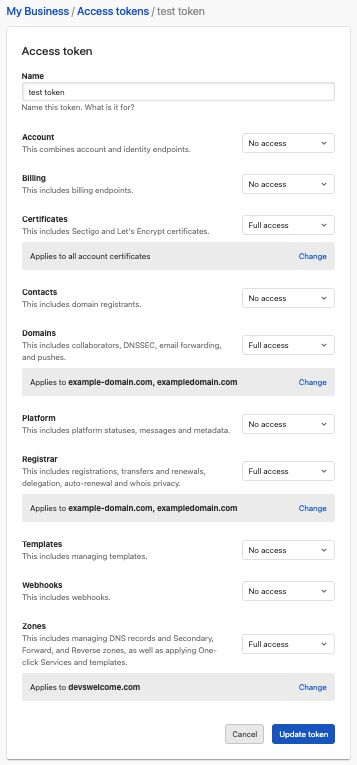 My Business / Access tokens / test token
Access token
Name
test token
Name this token. What is it for?
Account
This combines account and identity endpoints.
No access
Billing
This includes billing endpoints.
No access
Certificates
This includes Sectigo and Let's Encrypt certificates.
Full access
Applies to all account certificates Change
Contacts
This includes domain registrants.
No access
Domains
This includes collaborators, DNSSEC, email forwarding,
and pushes.
Full access
Applies to example-domain.com, exampledomain.com Change
Platform
This includes platform statuses, messages and metadata.
No access
Registrar
This includes registrations, transfers and renewals,
delegation, auto-renewal and whois privacy.
Full access
Applies to example-domain.com, exampledomain.com Change
Templates
This includes managing templates.
No access
Webhooks
This includes webhooks.
No access
Zones
This includes managing DNS records and Secondary,
Forward, and Reverse zones, as well as applying One-
click Services and templates.
Full access
Applies to devswelcome.com Change
Cancel Update token